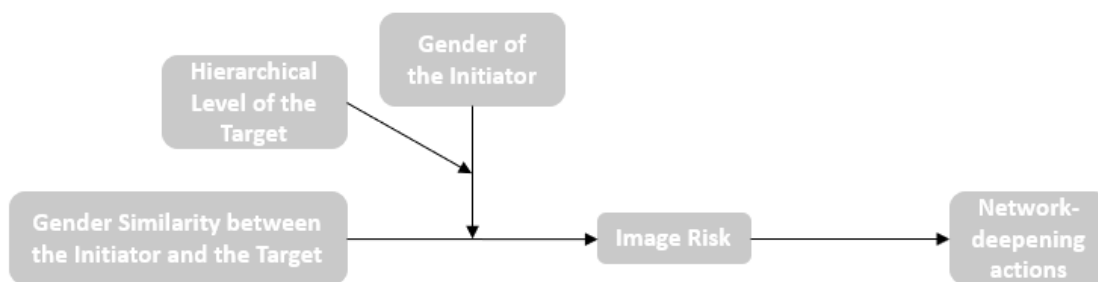 Gender of
the Initiator
Hierarchical
Level of the
Target
Gender Similarity between
the Initiator and the Target
Image Risk
Network-
deepening
actions